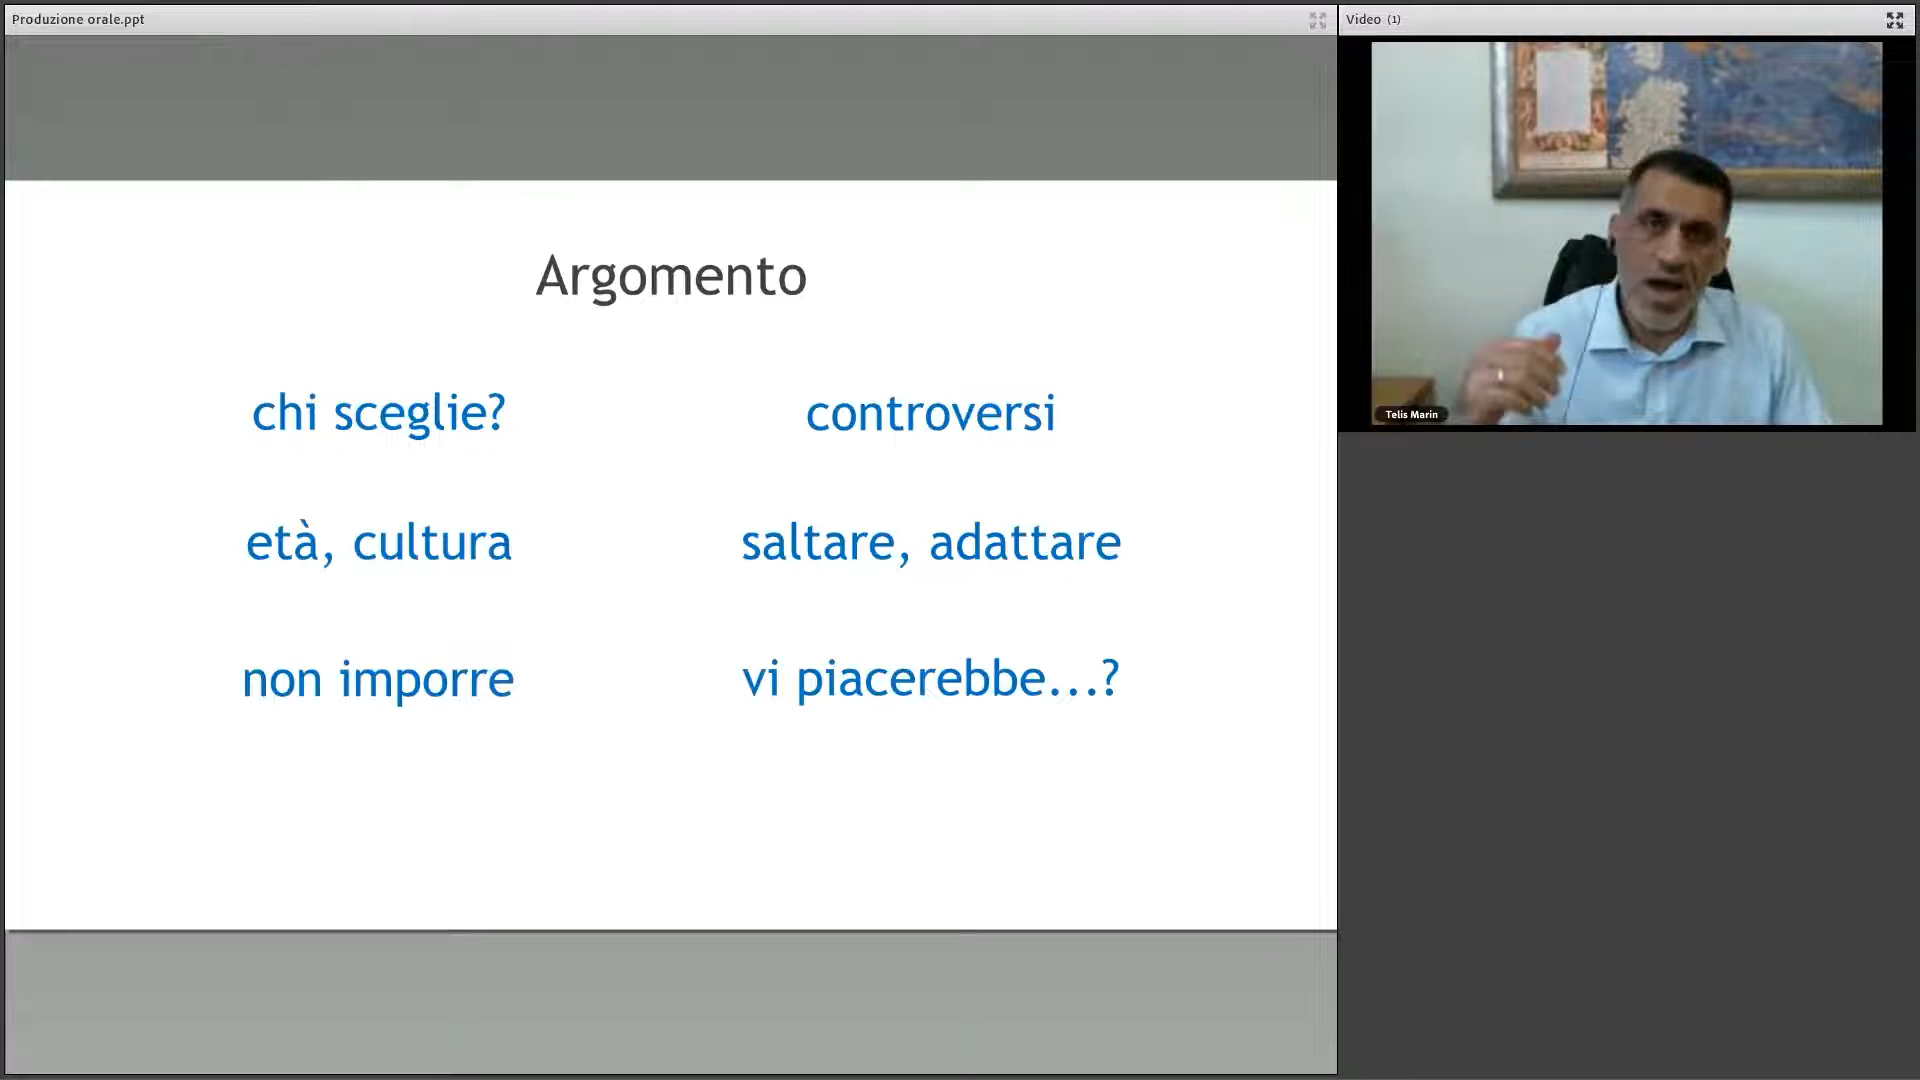 Produzione orale.ppt
Video (1)
Argomento
chi sceglie?
controversi
età, cultura
saltare, adattare
non imporre
vi piacerebbe...?
Telis Marin